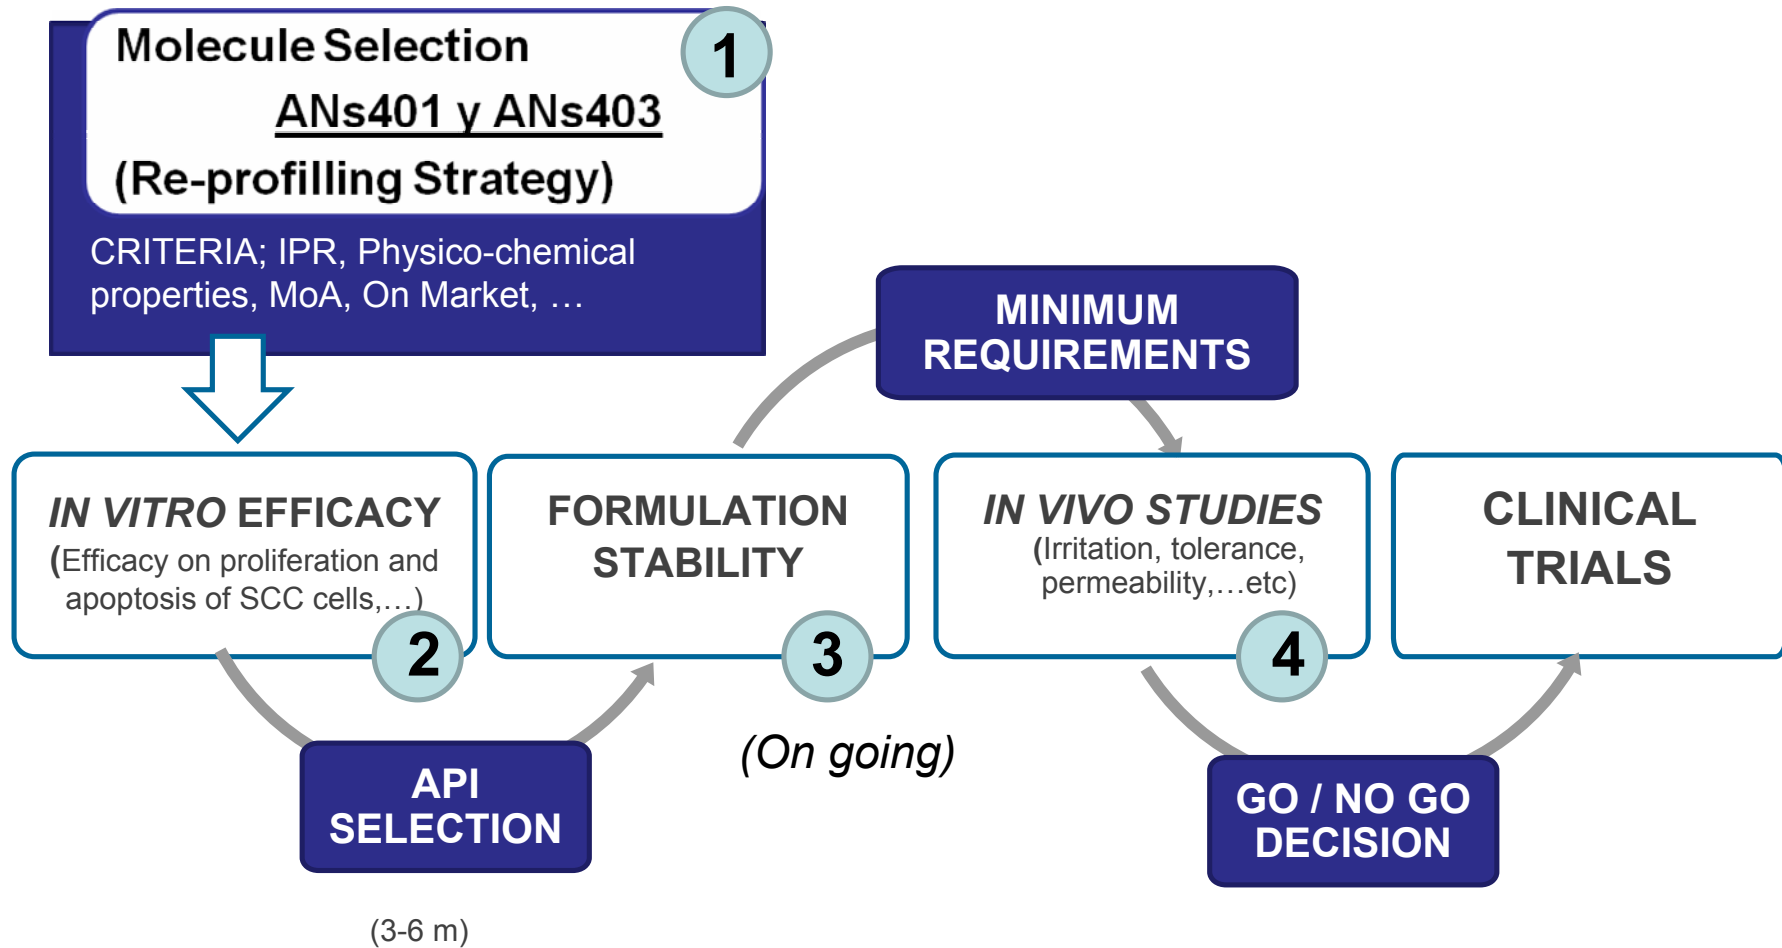 Molecule Selection
1
ANs401 y ANs403
(Re-profilling Strategy)
CRITERIA; IPR, Physico-chemical
properties, MoA, On Market, …
MINIMUM
REQUIREMENTS
IN VITRO EFFICACY
(Efficacy on proliferation and
apoptosis of SCC cells,…)
2
FORMULATION
STABILITY
3
IN VIVO STUDIES
(Irritation, tolerance,
permeability,…etc)
4
CLINICAL
TRIALS
(On going)
API
SELECTION
GO / NO GO
DECISION
(3-6 m)